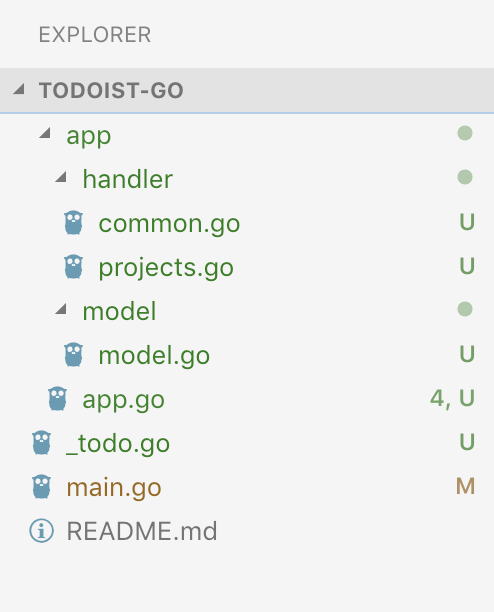 EXPLORER
TODOIST-GO
app
handler
common.go U
projects.go U
model
model.go U
app.go 4, U
_todo.go U
main.go M
README.md